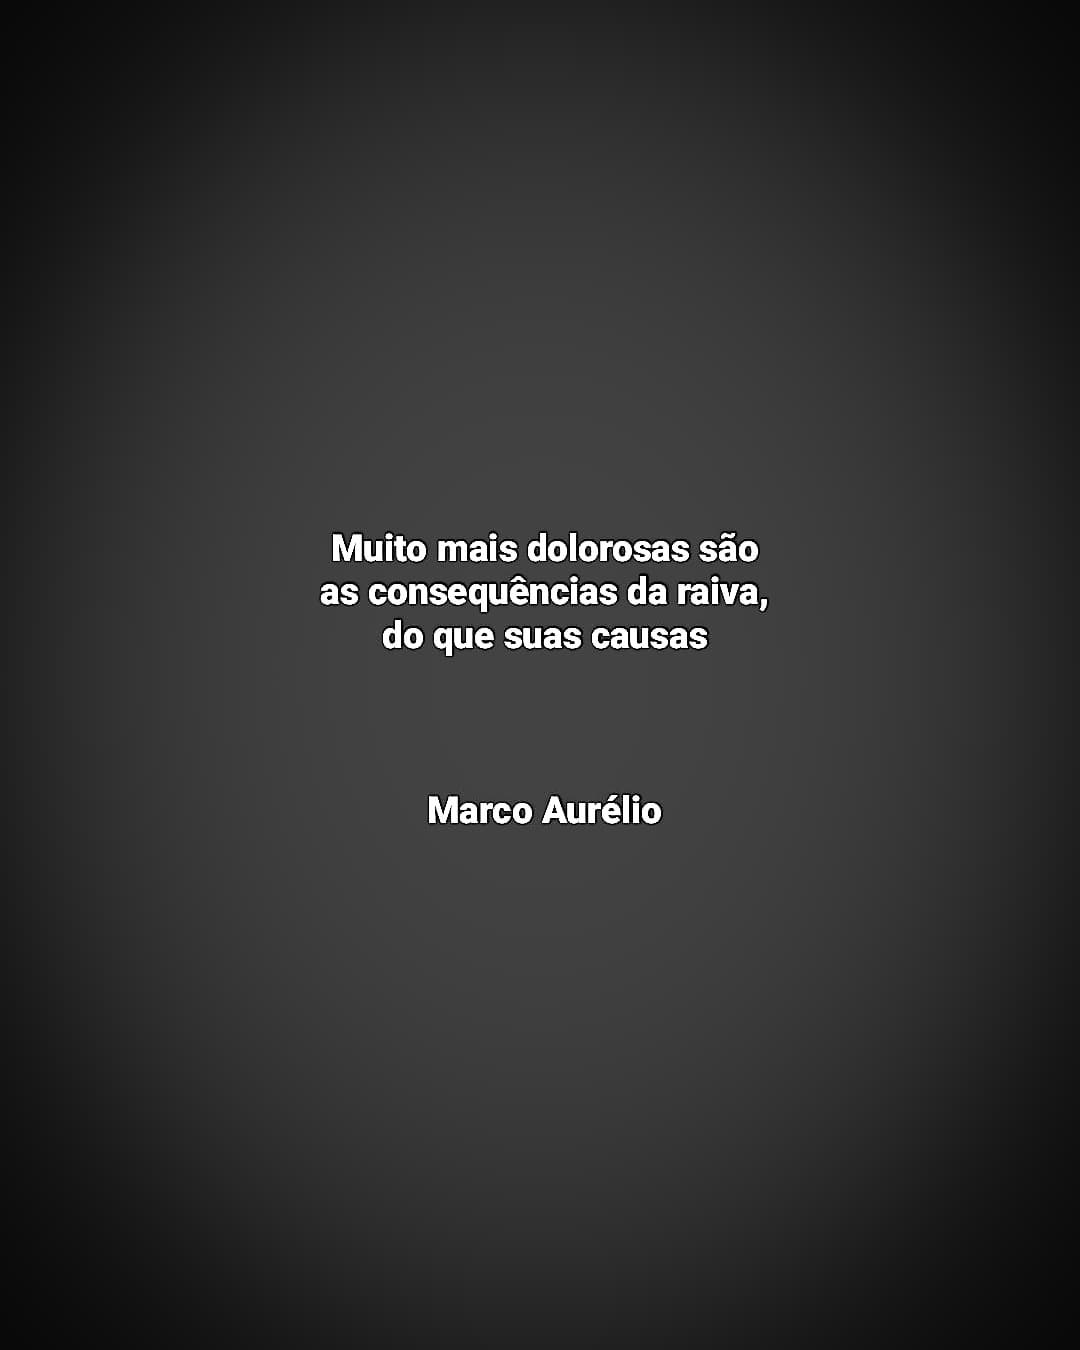 Muito mais dolorosas são
as consequências da raiva,
do que suas causas
Marco Aurélio